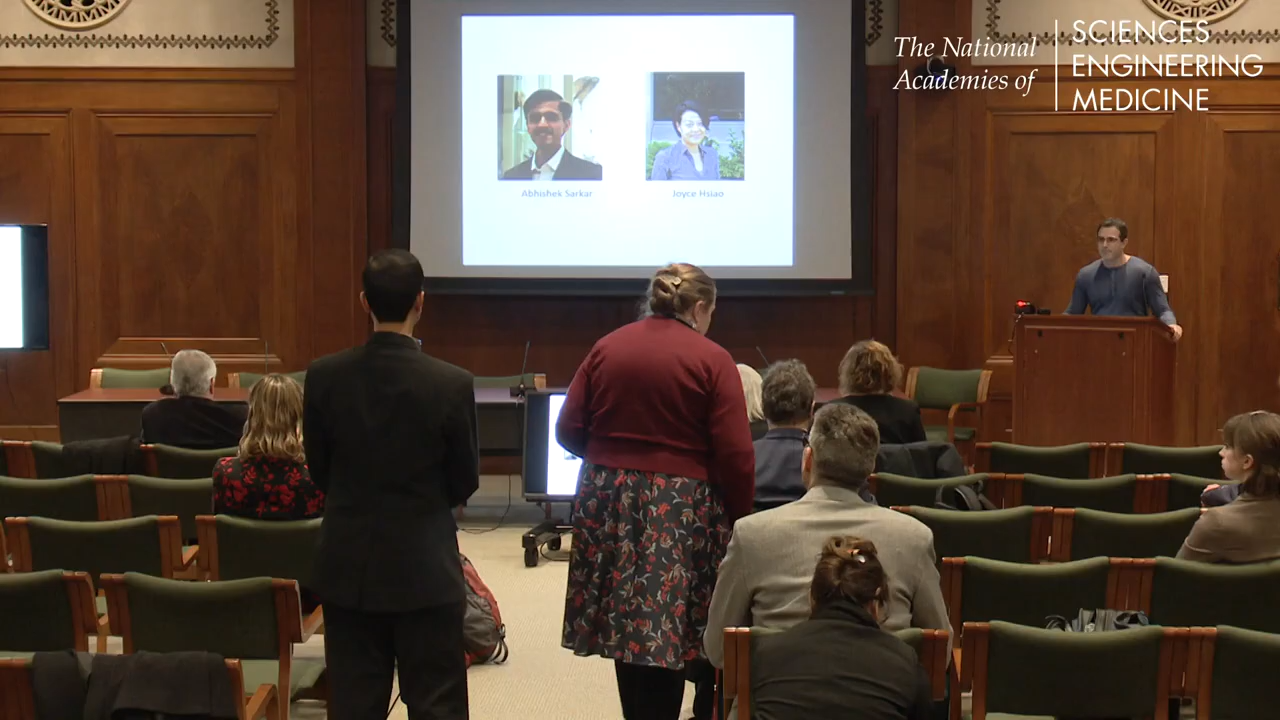 The National
Academies of
SCIENCES
ENGINEERING
MEDICINE
Abhishek Sarkar
Joyce Hsiao